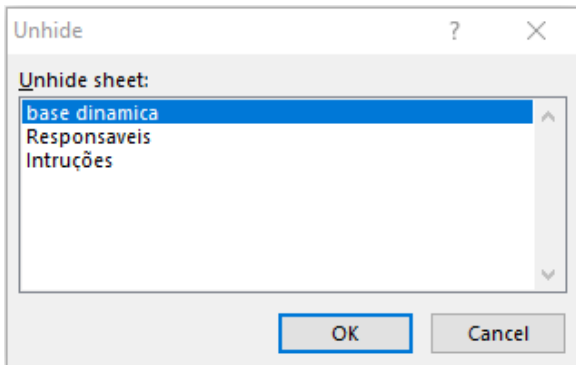 Unhide
?
Unhide sheet:
base dinamica
Responsaveis
Intruções
OK
Cancel